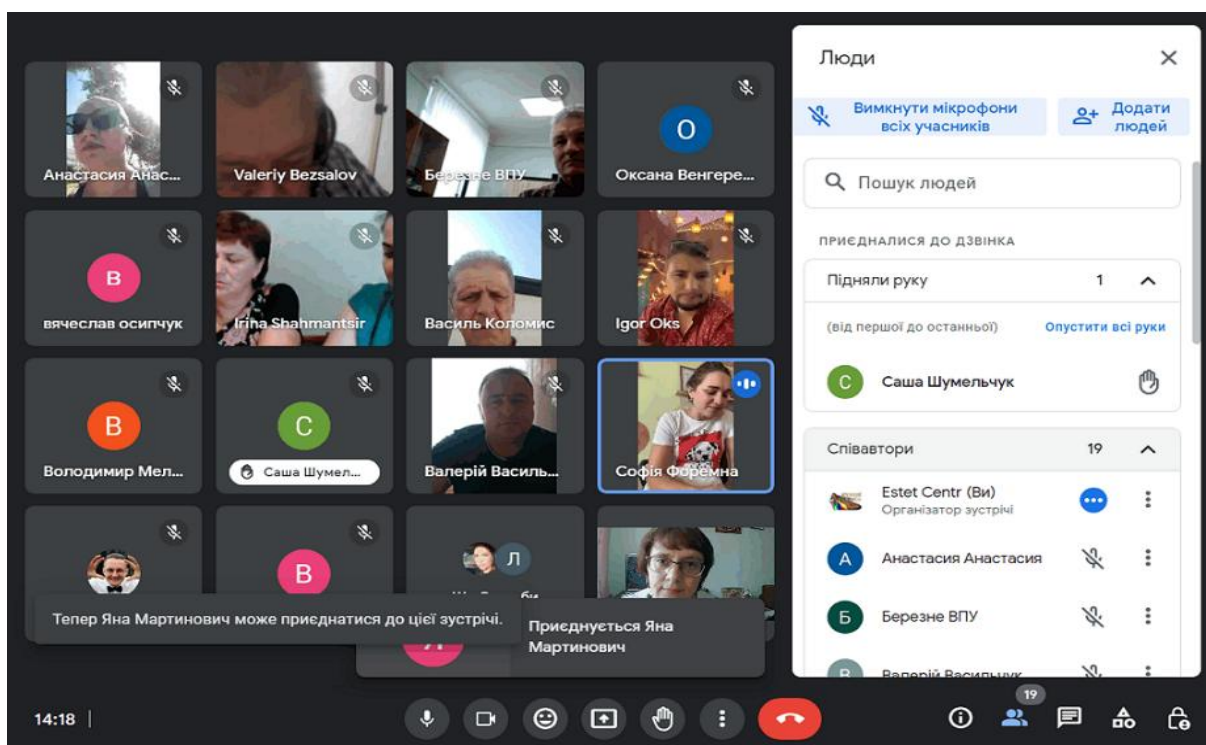 Анастасия Анас...
Valeriy Bezsalov
Березне ВПУ
Оксана Венгере...
О
В
вячеслав осипчук
Irina Shahmantsir
Василь Коломис
Igor Oks
В
Володимир Мел...
С
Саша Шумел...
Валерій Василь...
Софія Форемна
В
Л
Тепер Яна Мартинович може приєднатися до цієї зустрічі.
Приєднується Яна
Мартинович
14:18
Люди
Вимкнути мікрофони
всіх учасників
Додати
людей
Пошук людей
ПРИЄДНАЛИСЯ ДО ДЗВІНКА
Підняли руку 1
(від першої до останньої) Опустити всі руки
С Саша Шумельчук
Співавтори 19
Estet Centr (Ви)
Організатор зустрічі
А Анастасия Анастасия
Б Березне ВПУ
В Валерій Васильчук
19